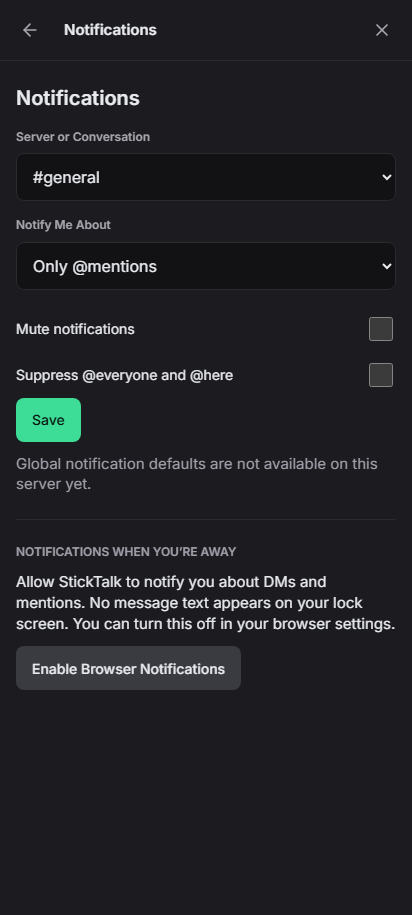 Notifications
Notifications
Server or Conversation
#general
Notify Me About
Only @mentions
Mute notifications
Suppress @everyone and @here
Save
Global notification defaults are not available on this
server yet.
NOTIFICATIONS WHEN YOU’RE AWAY
Allow StickTalk to notify you about DMs and
mentions. No message text appears on your lock
screen. You can turn this off in your browser settings.
Enable Browser Notifications